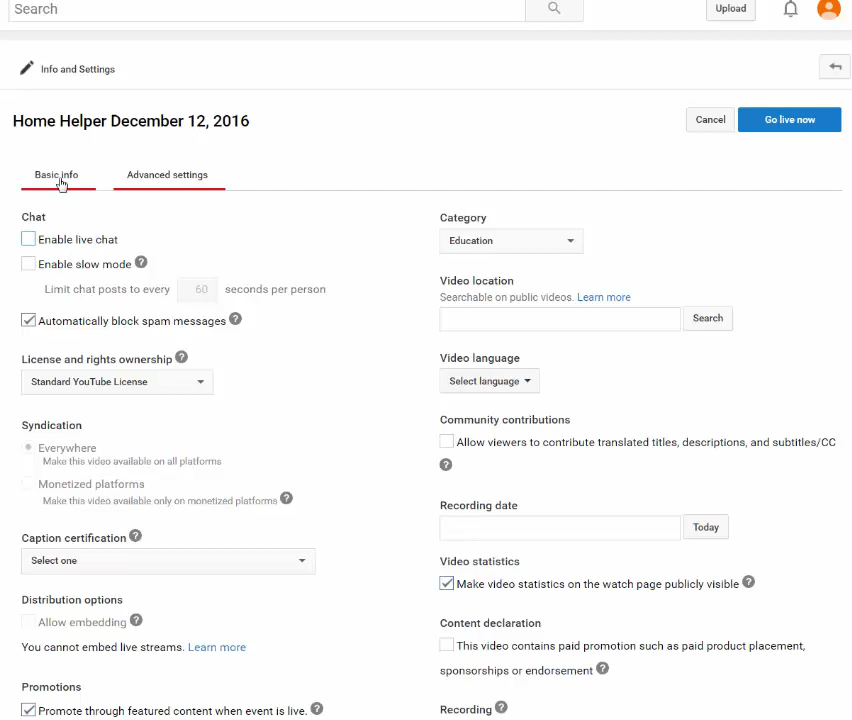 Search
Upload
Info and Settings
Home Helper December 12, 2016
Cancel
Go live now
Basic info
Advanced settings
Chat
Enable live chat
Enable slow mode ?
Limit chat posts to every 60 seconds per person
Automatically block spam messages ?
License and rights ownership ?
Standard YouTube License
Syndication
Everywhere
Make this video available on all platforms
Monetized platforms
Make this video available only on monetized platforms ?
Caption certification ?
Select one
Distribution options
Allow embedding ?
You cannot embed live streams. Learn more
Promotions
Promote through featured content when event is live. ?
Category
Education
Video location
Searchable on public videos. Learn more
Search
Video language
Select language
Community contributions
Allow viewers to contribute translated titles, descriptions, and subtitles/CC
?
Recording date
Today
Video statistics
Make video statistics on the watch page publicly visible ?
Content declaration
This video contains paid promotion such as paid product placement,
sponsorships or endorsement ?
Recording ?